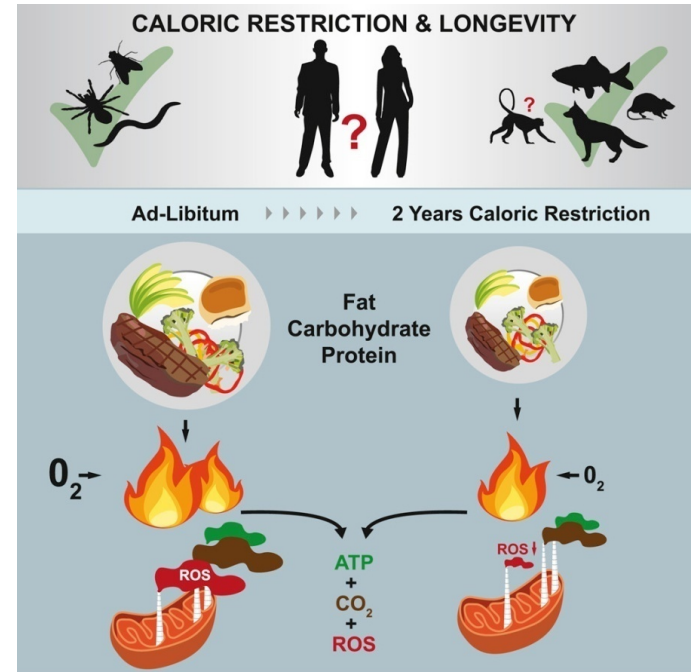 CALORIC RESTRICTION & LONGEVITY
?
?
Ad-Libitum
2 Years Caloric Restriction
Fat
Carbohydrate
Protein
O2
O2
ROS
ROS
ATP
+
CO2
+
ROS